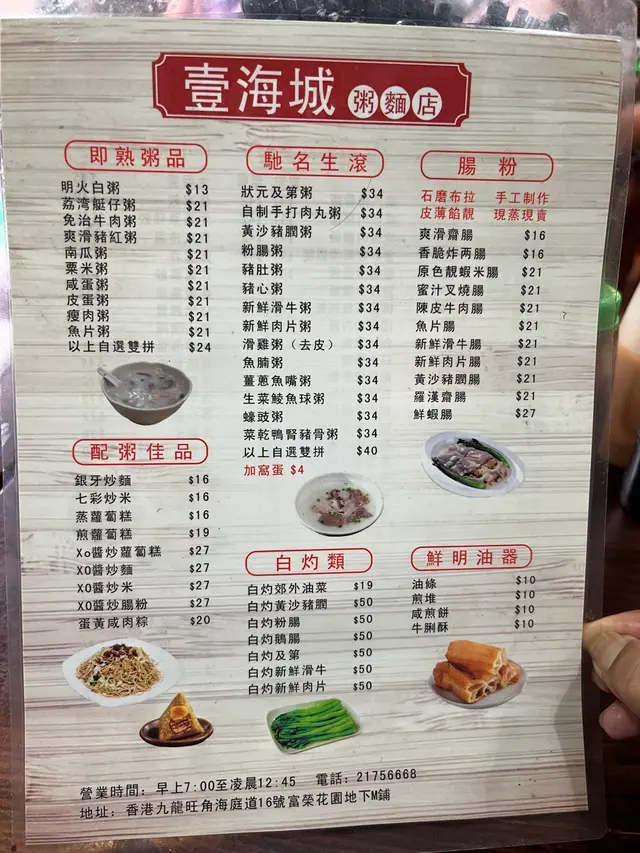 壹海城 粥麵店
即熟粥品
明火白粥 $13
荔湾艇仔粥 $21
免治牛肉粥 $21
爽滑豬紅粥 $21
南瓜粥 $21
粟米粥 $21
咸蛋粥 $21
皮蛋粥 $21
瘦肉粥 $21
魚片粥 $21
以上自選雙拼 $24
配粥佳品
銀牙炒麵 $16
七彩炒米 $16
蒸蘿蔔糕 $16
煎蘿蔔糕 $19
Xo醬炒蘿蔔糕 $27
XO醬炒麵 $27
XO醬炒米 $27
XO醬炒腸粉 $27
蛋黃咸肉粽 $20
馳名生滾
狀元及第粥 $34
自制手打肉丸粥 $34
黃沙豬膶粥 $34
粉腸粥 $34
豬肚粥 $34
豬心粥 $34
新鮮滑牛粥 $34
新鮮肉片粥 $34
滑雞粥（去皮） $34
魚腩粥 $34
薑蔥魚嘴粥 $34
生菜鯪魚球粥 $34
蠔豉粥 $34
菜乾鴨腎豬骨粥 $34
以上自選雙拼 $40
加窩蛋 $4
白灼類
白灼郊外油菜 $19
白灼黃沙豬膶 $50
白灼粉腸 $50
白灼鵝腸 $50
白灼及第 $50
白灼新鮮滑牛 $50
白灼新鮮肉片 $50
腸粉
石磨布拉 手工制作
皮薄餡靚 現蒸現賣
爽滑齋腸 $16
香脆炸两腸 $16
原色靚蝦米腸 $21
蜜汁叉燒腸 $21
陳皮牛肉腸 $21
魚片腸 $21
新鮮滑牛腸 $21
新鮮肉片腸 $21
黃沙豬膶腸 $21
羅漢齋腸 $21
鮮蝦腸 $27
鮮明油器
油條 $10
煎堆 $10
咸煎餅 $10
牛脷酥 $10
營業時間：早上7:00至凌晨12:45 電話：21756668
地址：香港九龍旺角海庭道16號富榮花園地下M鋪